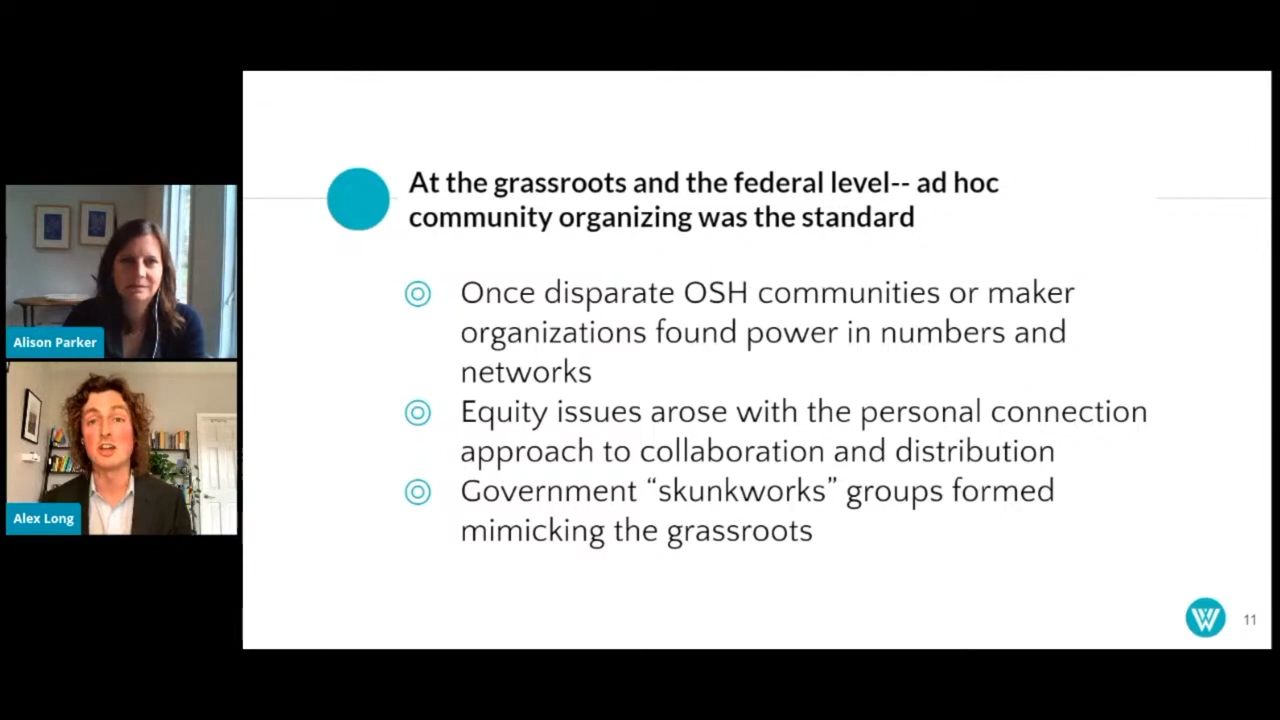 At the grassroots and the federal level-- ad hoc
community organizing was the standard
Once disparate OSH communities or maker
organizations found power in numbers and
networks
Equity issues arose with the personal connection
approach to collaboration and distribution
Government “skunkworks” groups formed
mimicking the grassroots
Alison Parker
Alex Long
W
11